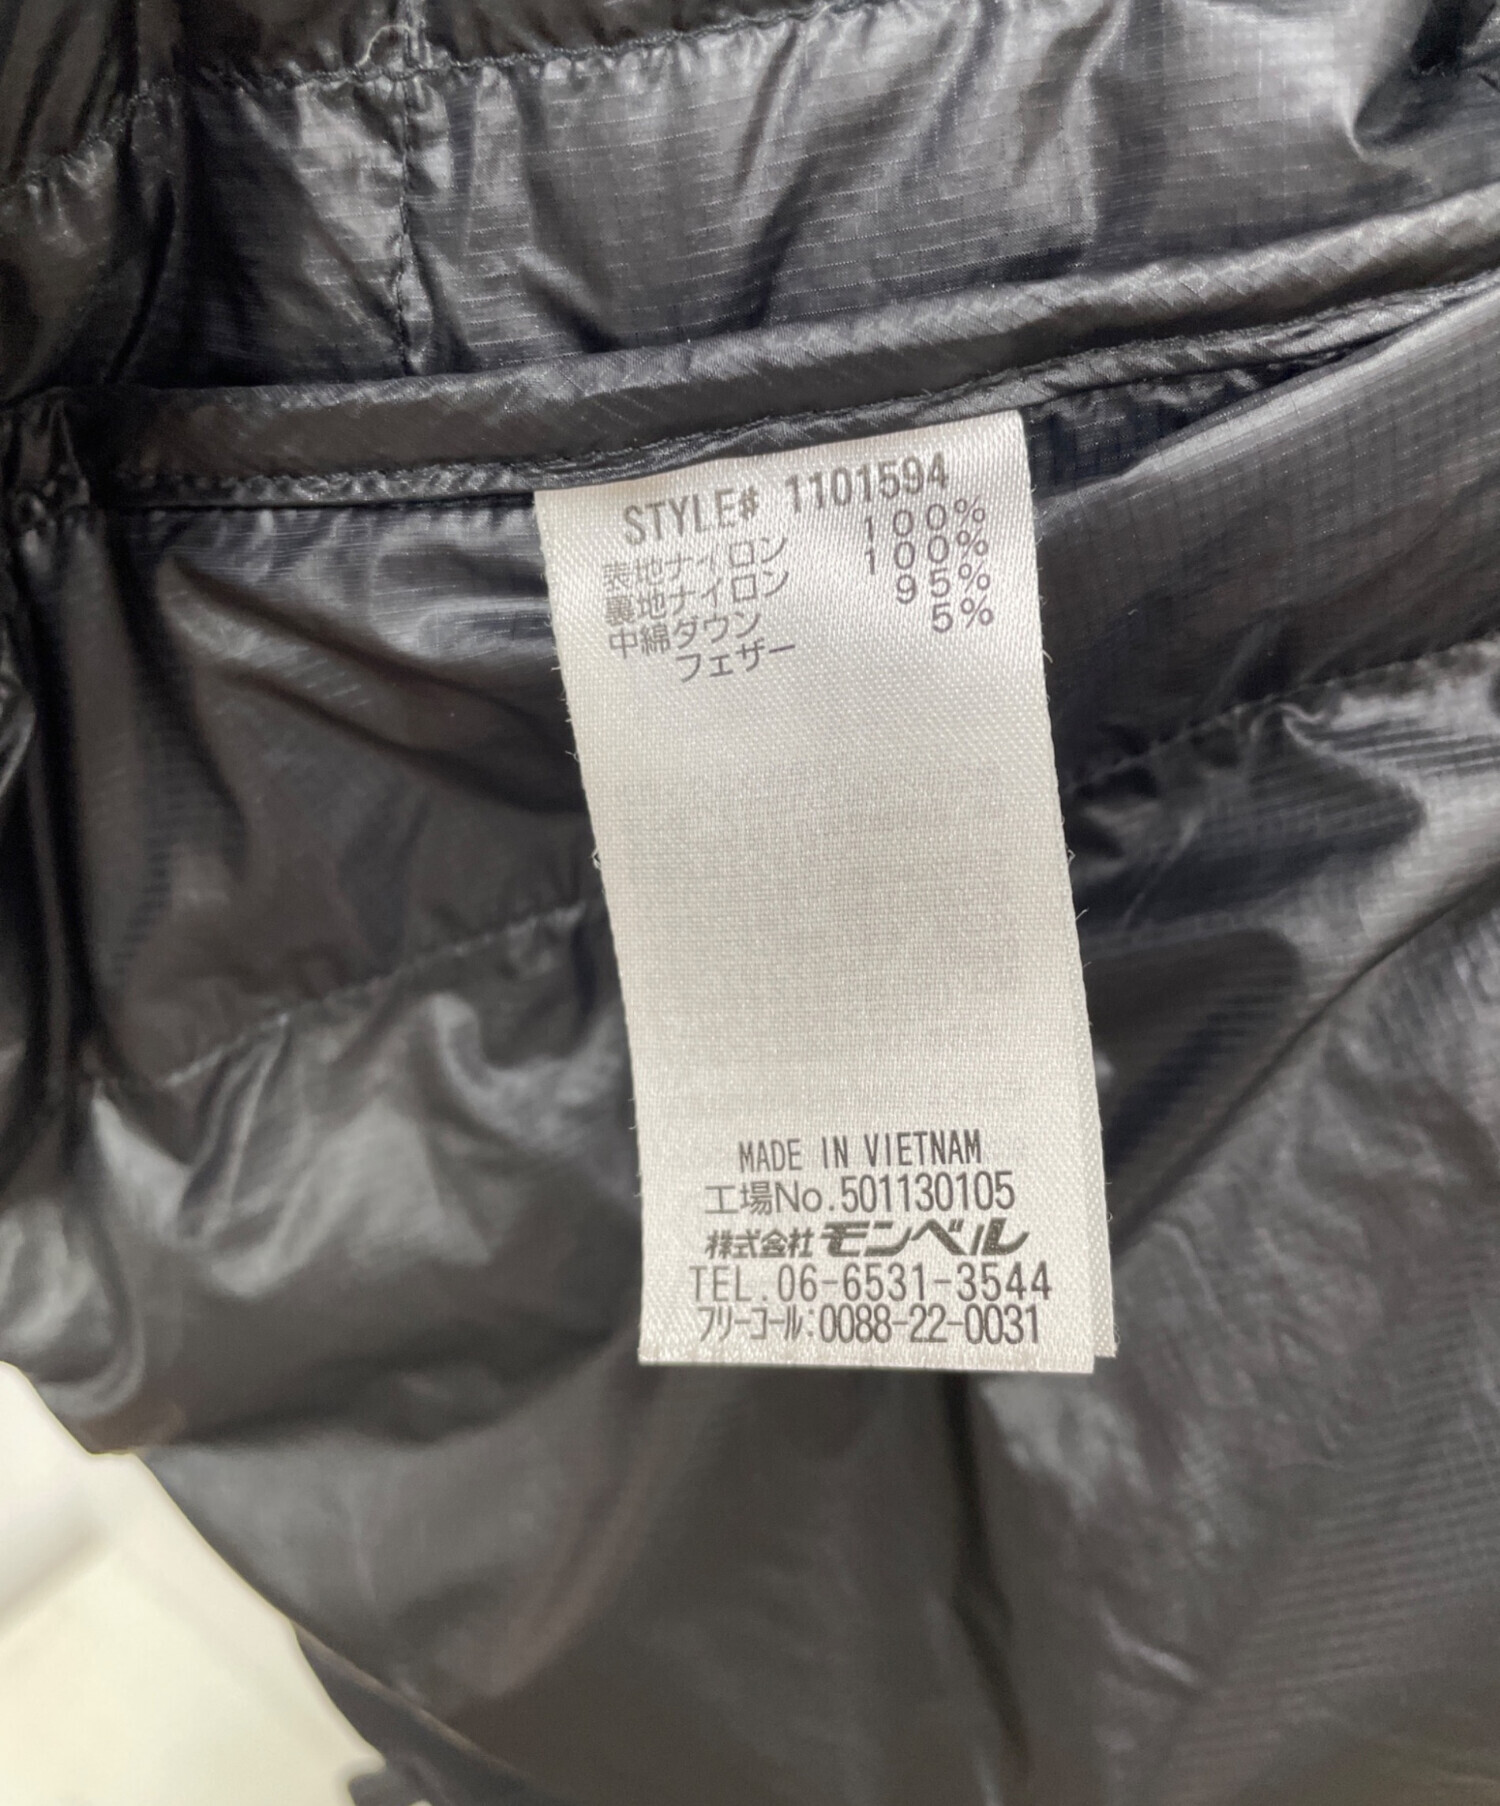 STYLE# 1101594
表地ナイロン 100%
裏地ナイロン 100%
中綿ダウン 95%
フェザー 5%
MADE IN VIETNAM
工場No.501130105
株式会社モンベル
TEL.06-6531-3544
フリーコール:0088-22-0031